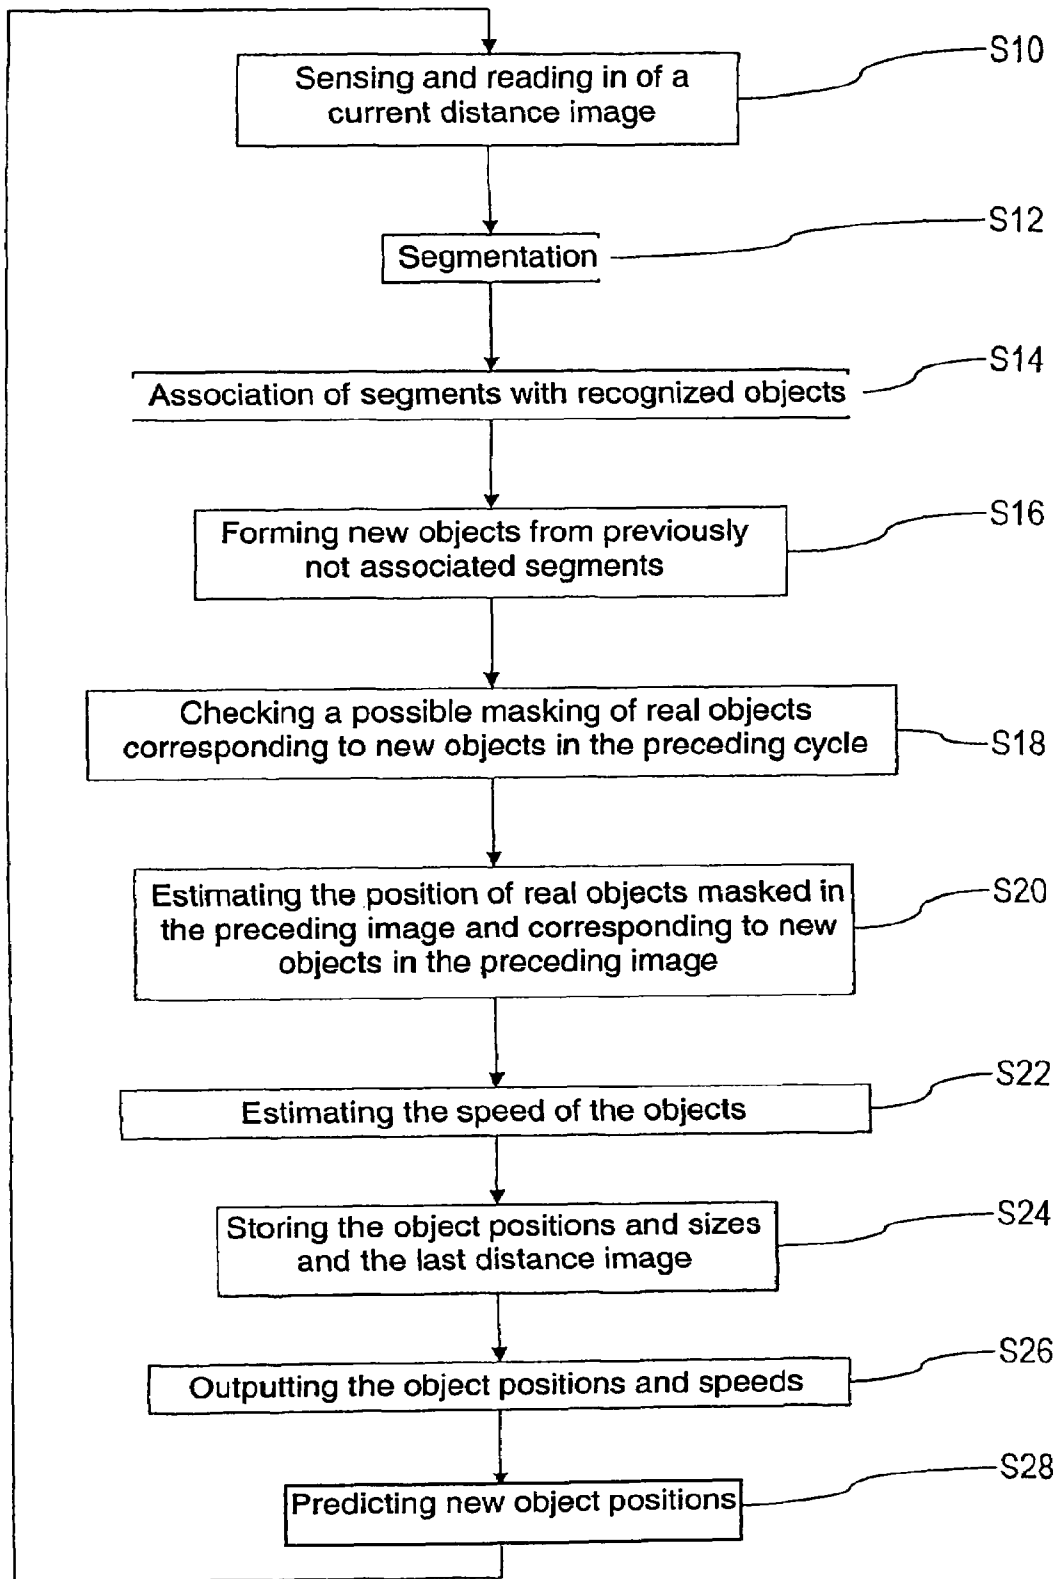 S10
Sensing and reading in of a
current distance image
S12
Segmentation
S14
Association of segments with recognized objects
S16
Forming new objects from previously
not associated segments
Checking a possible masking of real objects
corresponding to new objects in the preceding cycle
S18
Estimating the position of real objects masked in
the preceding image and corresponding to new
objects in the preceding image
S20
S22
Estimating the speed of the objects
S24
Storing the object positions and sizes
and the last distance image
S26
Outputting the object positions and speeds
S28
Predicting new object positions